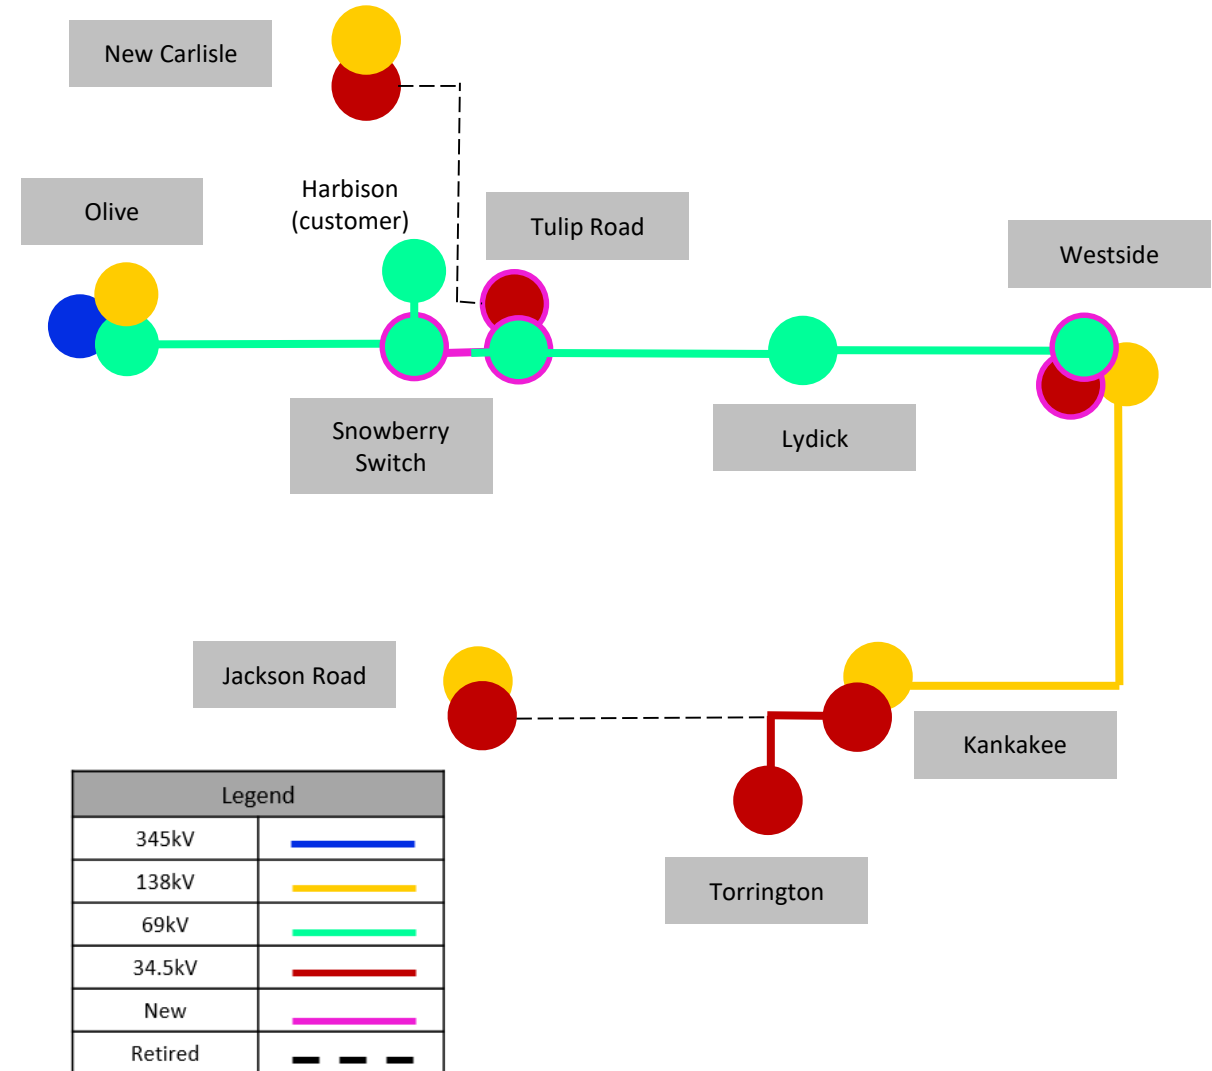 New Carlisle
Harbison
(customer)
Olive
Tulip Road
Westside
Snowberry
Switch
Lydick
Jackson Road
Kankakee
Torrington
Legend
345kV
138kV
69kV
34.5kV
New
Retired